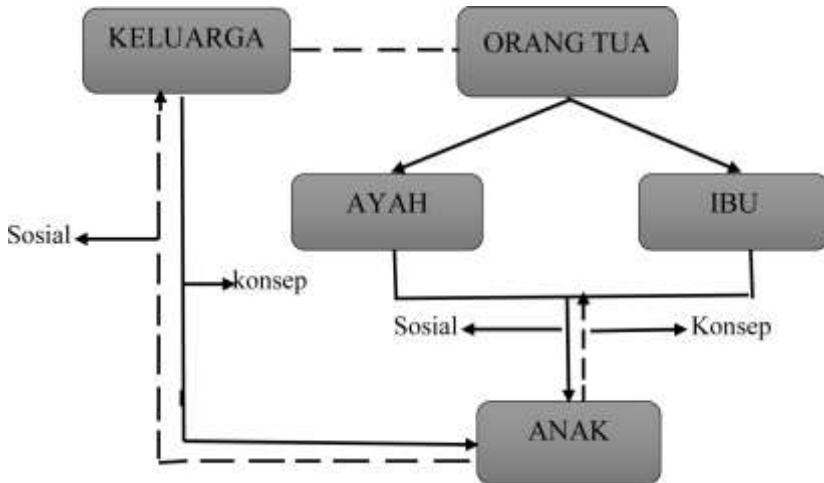 KELUARGA
ORANG TUA
AYAH
IBU
Sosial
konsep
Sosial
Konsep
ANAK